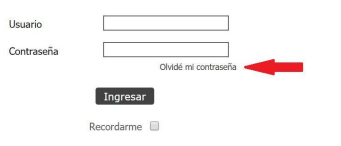 Usuario
Contraseña
Olvidé mi contraseña
Ingresar
Recordarme